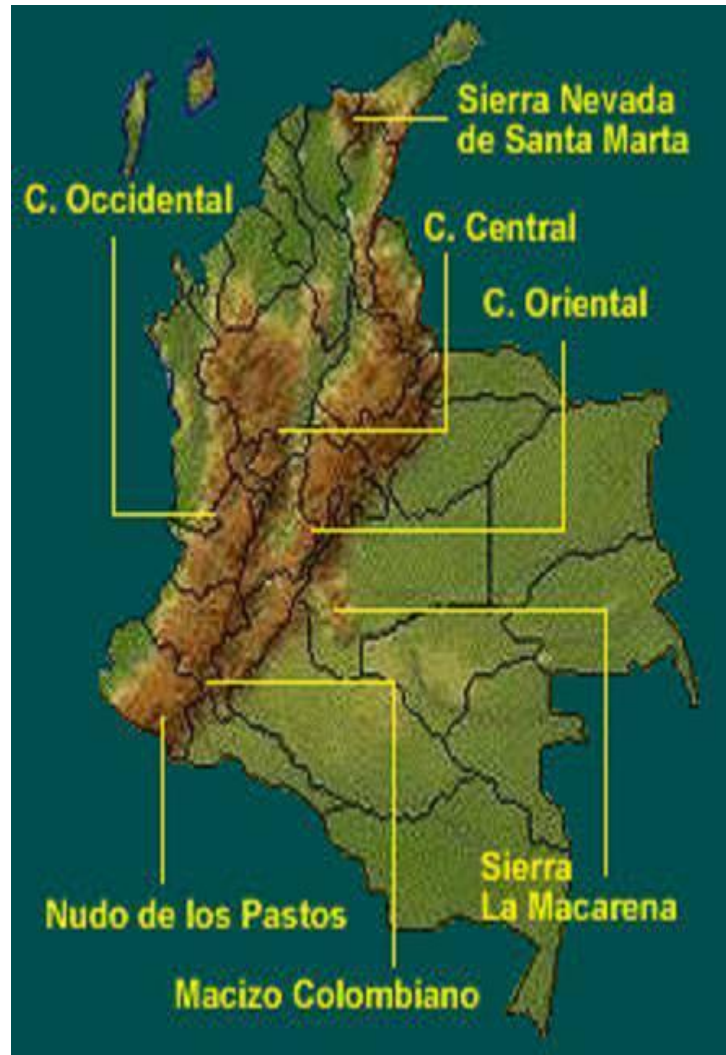 Sierra Nevada
de Santa Marta
C. Occidental
C. Central
C. Oriental
Sierra
La Macarena
Nudo de los Pastos
Macizo Colombiano